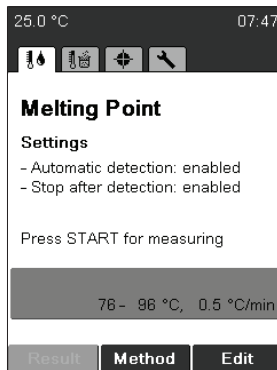 25.0 °C 07:47
Melting Point
Settings
- Automatic detection: enabled
- Stop after detection: enabled
Press START for measuring
76 - 96 °C, 0.5 °C/min
Result Method Edit